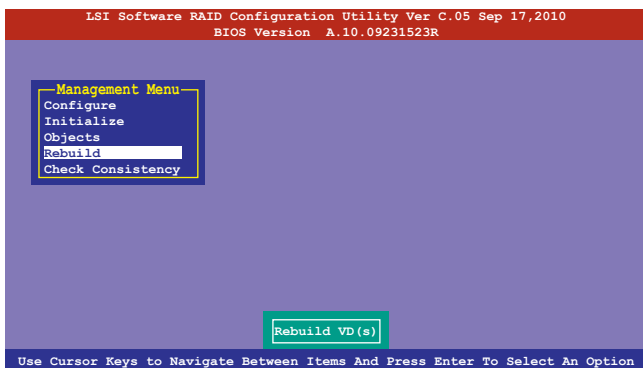 LSI Software RAID Configuration Utility Ver C.05 Sep 17,2010
BIOS Version A.10.09231523R
Management Menu
Configure
Initialize
Objects
Rebuild
Check Consistency
Rebuild VD(s)
Use Cursor Keys to Navigate Between Items And Press Enter To Select An Option